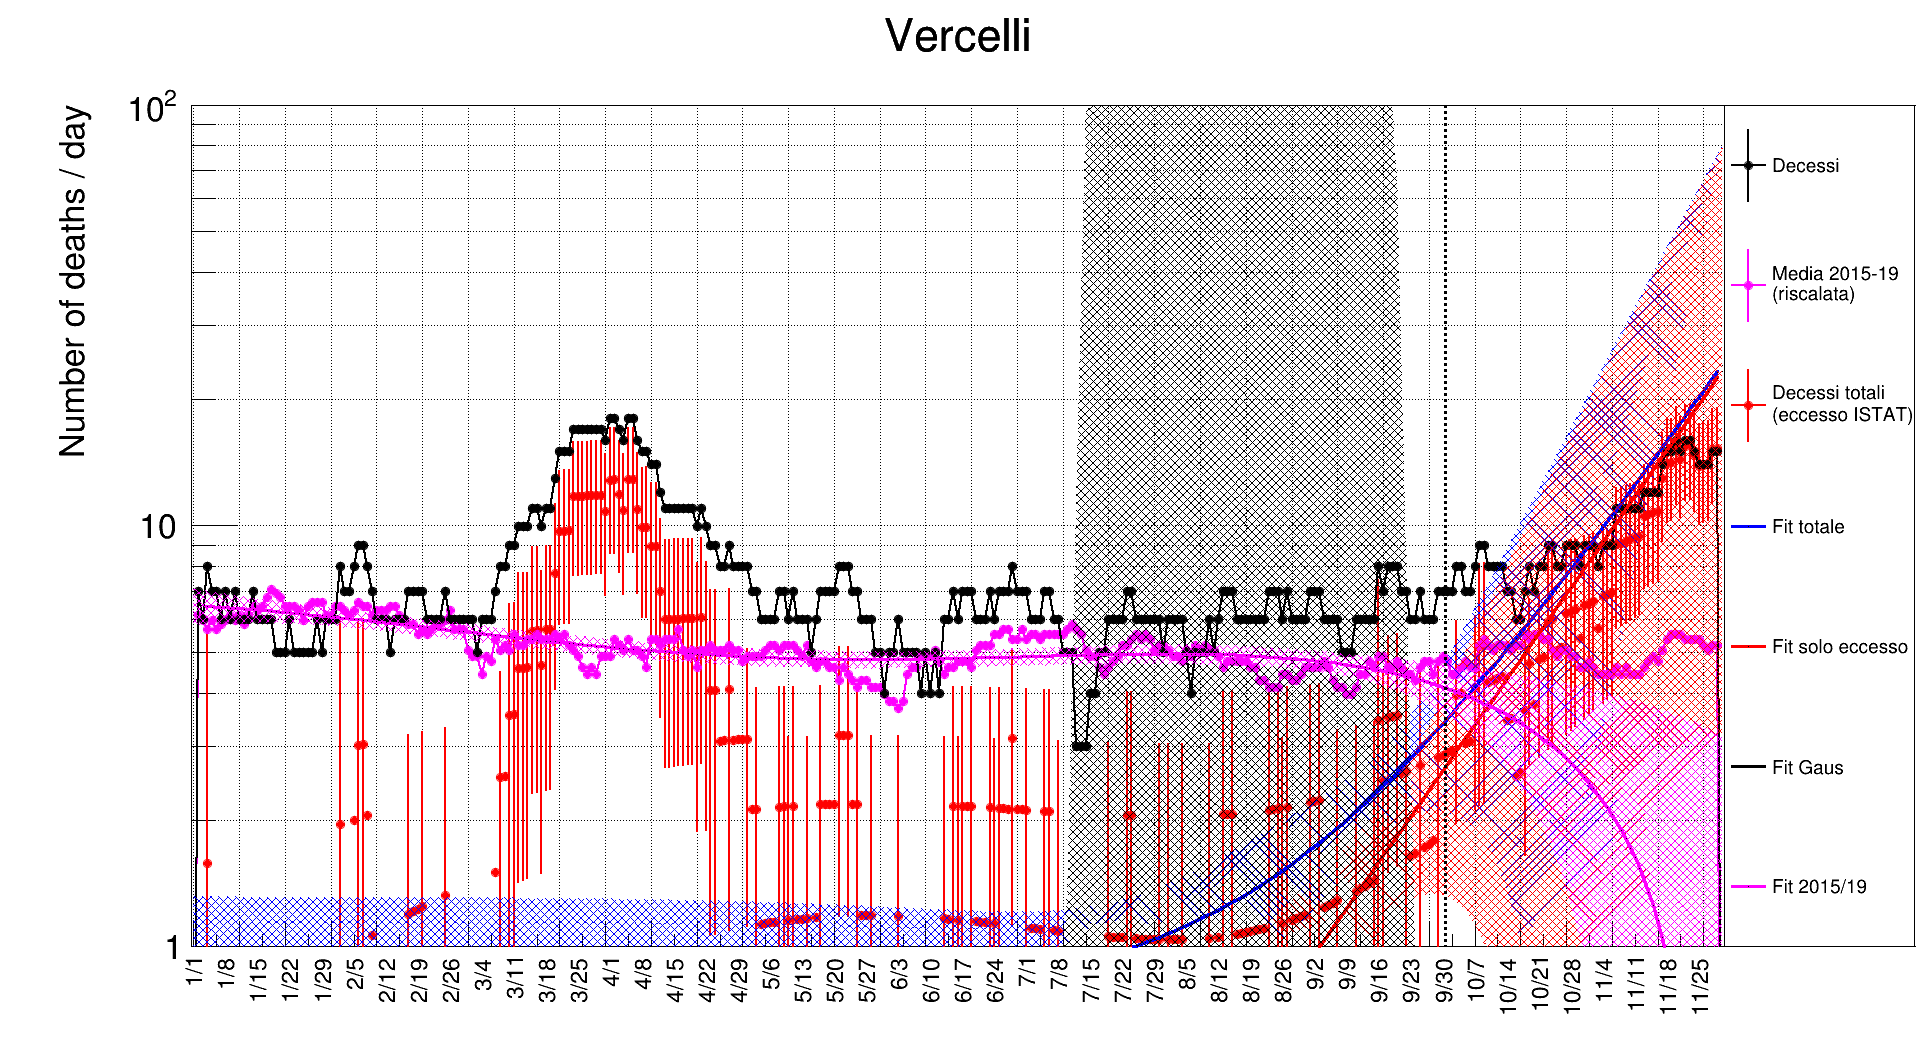 Vercelli
Number of deaths / day
10²
10
1
1/1 1/8 1/15 1/22 1/29 2/5 2/12 2/19 2/26 3/4 3/11 3/18 3/25 4/1 4/8 4/15 4/22 4/29 5/6 5/13 5/20 5/27 6/3 6/10 6/17 6/24 7/1 7/8 7/15 7/22 7/29 8/5 8/12 8/19 8/26 9/2 9/9 9/16 9/23 9/30 10/7 10/14 10/21 10/28 11/4 11/11 11/18 11/25
Decessi
Media 2015-19
(riscalata)
Decessi totali
(eccesso ISTAT)
Fit totale
Fit solo eccesso
Fit Gaus
Fit 2015/19